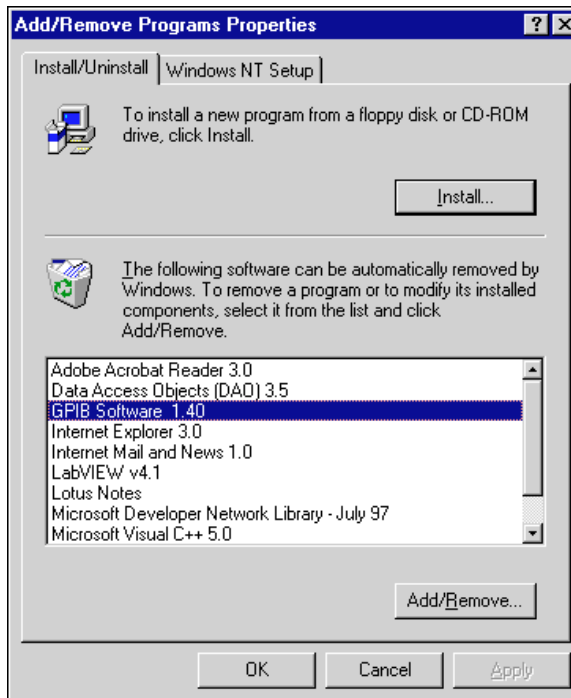 Add/Remove Programs Properties
Install/Uninstall
Windows NT Setup
To install a new program from a floppy disk or CD-ROM
drive, click Install.
Install...
The following software can be automatically removed by
Windows. To remove a program or to modify its installed
components, select it from the list and click
Add/Remove.
Adobe Acrobat Reader 3.0
Data Access Objects (DAO) 3.5
GPIB Software  1.40
Internet Explorer 3.0
Internet Mail and News 1.0
LabVIEW v4.1
Lotus Notes
Microsoft Developer Network Library - July 97
Microsoft Visual C++ 5.0
Add/Remove...
OK
Cancel
Apply